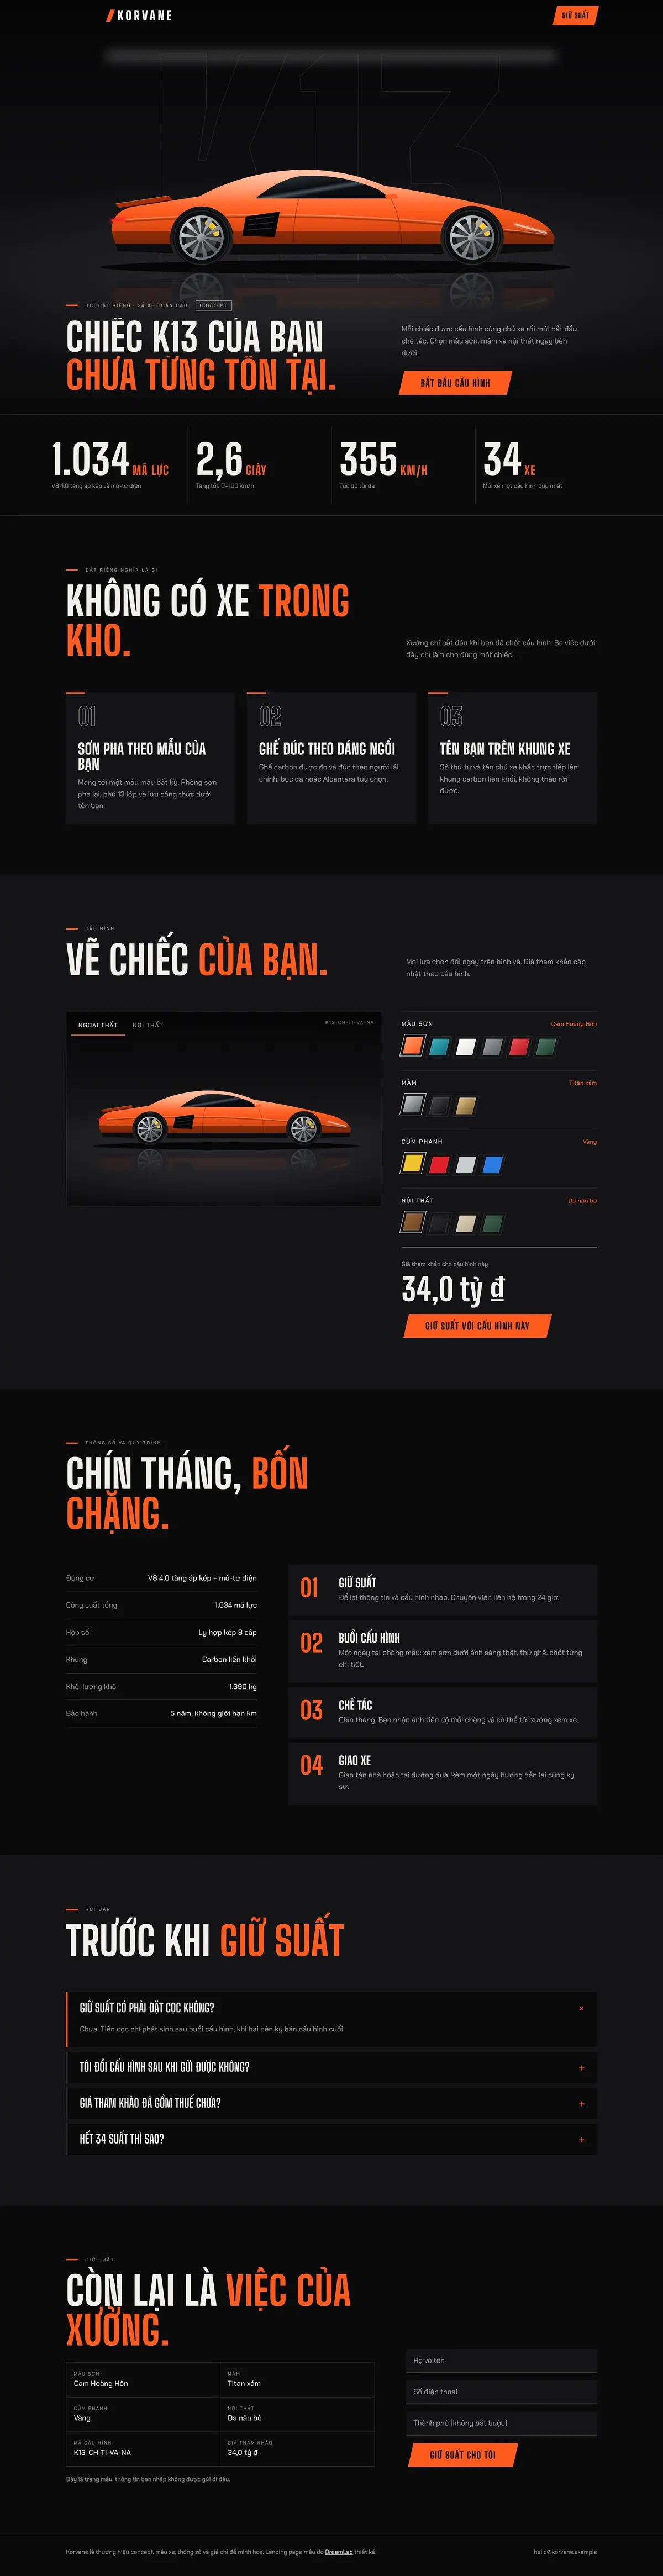 KORVANE
GIỮ SUẤT
K13
K13 ĐẶT RIÊNG · 34 XE TOÀN CẦU
CONCEPT
CHIẾC K13 CỦA BẠN
CHƯA TỪNG TỒN TẠI.
Mỗi chiếc được cấu hình cùng chủ xe rồi mới bắt đầu
chế tác. Chọn màu sơn, mâm và nội thất ngay bên
dưới.
BẮT ĐẦU CẤU HÌNH
1.034 MÃ LỰC
V8 4.0 tăng áp kép và mô-tơ điện
2,6 GIÂY
Tăng tốc 0–100 km/h
355 KM/H
Tốc độ tối đa
34 XE
Mỗi xe một cấu hình duy nhất
ĐẶT RIÊNG NGHĨA LÀ GÌ
KHÔNG CÓ XE TRONG
KHO.
Xưởng chỉ bắt đầu khi bạn đã chốt cấu hình. Ba việc dưới
đây chỉ làm cho đúng một chiếc.
01
SƠN PHA THEO MẪU CỦA
BẠN
Mang tới một mẫu màu bất kỳ. Phòng sơn
pha lại, phủ 13 lớp và lưu công thức dưới
tên bạn.
02
GHẾ ĐÚC THEO DÁNG NGỒI
Ghế carbon được đo và đúc theo người lái
chính, bọc da hoặc Alcantara tuỳ chọn.
03
TÊN BẠN TRÊN KHUNG XE
Số thứ tự và tên chủ xe khắc trực tiếp lên
khung carbon liền khối, không tháo rời
được.
CẤU HÌNH
VẼ CHIẾC CỦA BẠN.
Mọi lựa chọn đổi ngay trên hình vẽ. Giá tham khảo cập
nhật theo cấu hình.
NGOẠI THẤT
NỘI THẤT
K13-CH-TI-VA-NA
MÀU SƠN
Cam Hoàng Hôn
MÂM
Titan xám
CÙM PHANH
Vàng
NỘI THẤT
Da nâu bò
Giá tham khảo cho cấu hình này
34,0 tỷ ₫
GIỮ SUẤT VỚI CẤU HÌNH NÀY
THÔNG SỐ VÀ QUY TRÌNH
CHÍN THÁNG, BỐN
CHẶNG.
Động cơ
V8 4.0 tăng áp kép + mô-tơ điện
Công suất tổng
1.034 mã lực
Hộp số
Ly hợp kép 8 cấp
Khung
Carbon liền khối
Khối lượng khô
1.390 kg
Bảo hành
5 năm, không giới hạn km
01
GIỮ SUẤT
Để lại thông tin và cấu hình nháp. Chuyên viên liên hệ trong 24 giờ.
02
BUỔI CẤU HÌNH
Một ngày tại phòng mẫu: xem sơn dưới ánh sáng thật, thử ghế, chốt từng
chi tiết.
03
CHẾ TÁC
Chín tháng. Bạn nhận ảnh tiến độ mỗi chặng và có thể tới xưởng xem xe.
04
GIAO XE
Giao tận nhà hoặc tại đường đua, kèm một ngày hướng dẫn lái cùng kỹ
sư.
HỎI ĐÁP
TRƯỚC KHI GIỮ SUẤT
GIỮ SUẤT CÓ PHẢI ĐẶT CỌC KHÔNG?
Chưa. Tiền cọc chỉ phát sinh sau buổi cấu hình, khi hai bên ký bản cấu hình cuối.
TÔI ĐỔI CẤU HÌNH SAU KHI GỬI ĐƯỢC KHÔNG?
GIÁ THAM KHẢO ĐÃ GỒM THUẾ CHƯA?
HẾT 34 SUẤT THÌ SAO?
GIỮ SUẤT
CÒN LẠI LÀ VIỆC CỦA
XƯỞNG.
MÀU SƠN
Cam Hoàng Hôn
MÂM
Titan xám
CÙM PHANH
Vàng
NỘI THẤT
Da nâu bò
MÃ CẤU HÌNH
K13-CH-TI-VA-NA
GIÁ THAM KHẢO
34,0 tỷ ₫
Đây là trang mẫu: thông tin bạn nhập không được gửi đi đâu.
Họ và tên
Số điện thoại
Thành phố (không bắt buộc)
GIỮ SUẤT CHO TÔI
Korvane là thương hiệu concept, mẫu xe, thông số và giá chỉ để minh hoạ. Landing page mẫu do DreamLab thiết kế.
hello@korvane.example